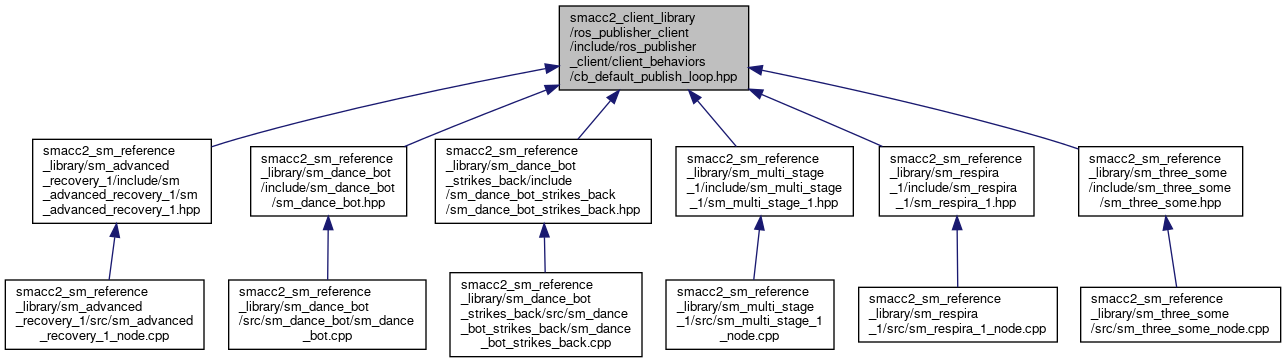 smacc2_client_library
/ros_publisher_client
/include/ros_publisher
_client/client_behaviors
/cb_default_publish_loop.hpp
smacc2_sm_reference
_library/sm_advanced
_recovery_1/include/sm
_advanced_recovery_1/sm
_advanced_recovery_1.hpp
smacc2_sm_reference
_library/sm_dance_bot
/include/sm_dance_bot
/sm_dance_bot.hpp
smacc2_sm_reference
_library/sm_dance_bot
_strikes_back/include
/sm_dance_bot_strikes_back
/sm_dance_bot_strikes_back.hpp
smacc2_sm_reference
_library/sm_multi_stage
_1/include/sm_multi_stage
_1/sm_multi_stage_1.hpp
smacc2_sm_reference
_library/sm_respira
_1/include/sm_respira
_1/sm_respira_1.hpp
smacc2_sm_reference
_library/sm_three_some
/include/sm_three_some
/sm_three_some.hpp
smacc2_sm_reference
_library/sm_advanced
_recovery_1/src/sm_advanced
_recovery_1_node.cpp
smacc2_sm_reference
_library/sm_dance_bot
/src/sm_dance_bot/sm_dance
_bot.cpp
smacc2_sm_reference
_library/sm_dance_bot
_strikes_back/src/sm_dance
_bot_strikes_back/sm_dance
_bot_strikes_back.cpp
smacc2_sm_reference
_library/sm_multi_stage
_1/src/sm_multi_stage_1
_node.cpp
smacc2_sm_reference
_library/sm_respira
_1/src/sm_respira_1_node.cpp
smacc2_sm_reference
_library/sm_three_some
/src/sm_three_some_node.cpp